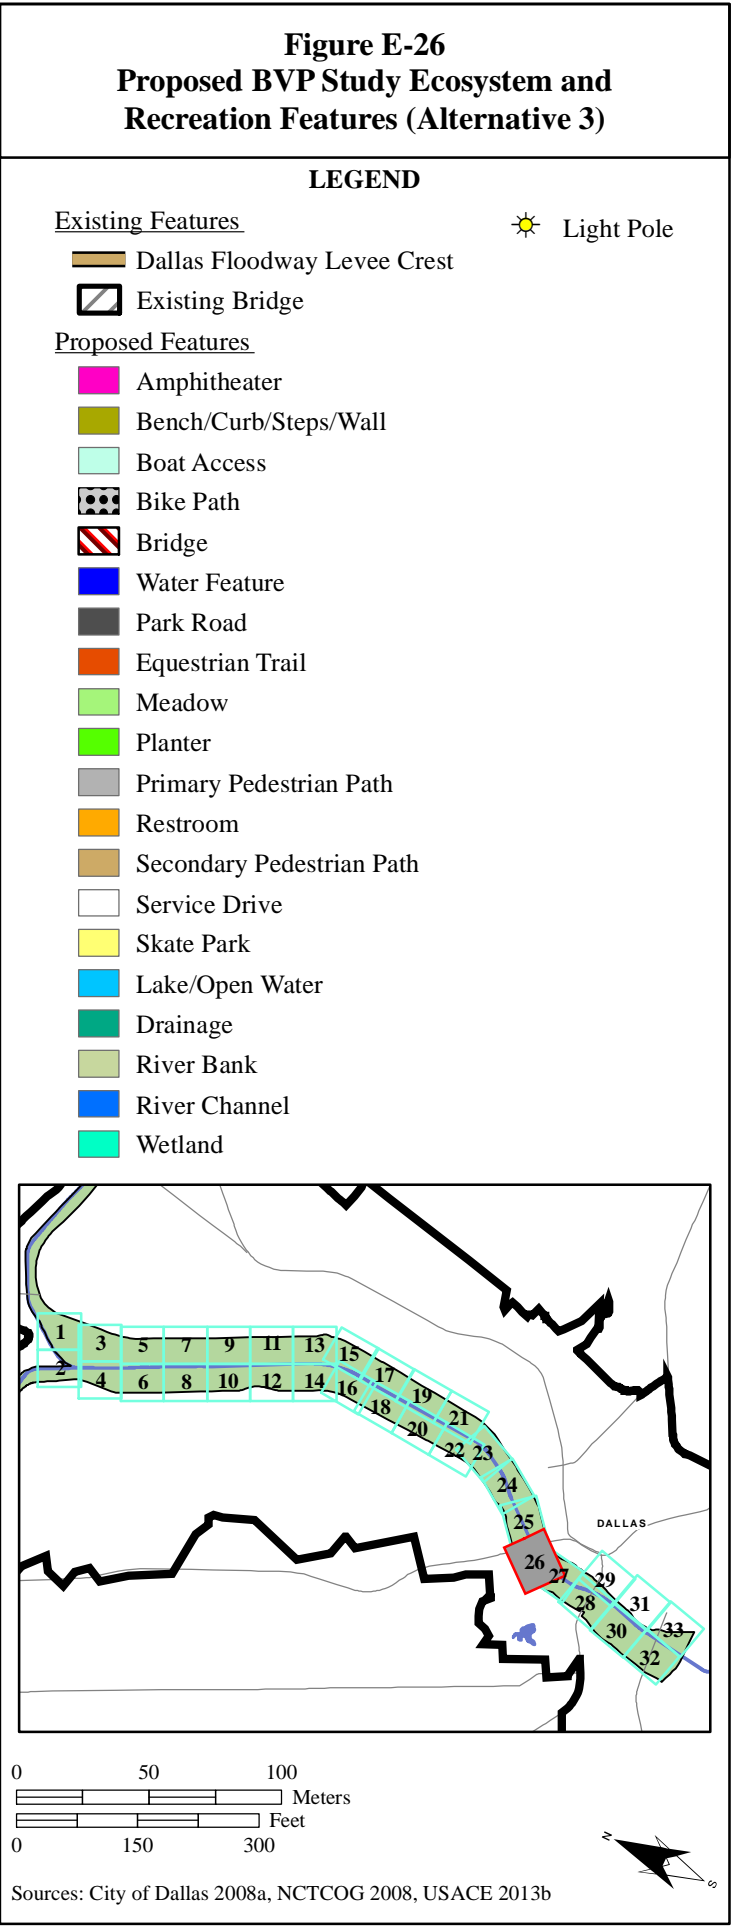 Figure E-26
Proposed BVP Study Ecosystem and
Recreation Features (Alternative 3)
LEGEND
Existing Features
Light Pole
Dallas Floodway Levee Crest
Existing Bridge
Proposed Features
Amphitheater
Bench/Curb/Steps/Wall
Boat Access
Bike Path
Bridge
Water Feature
Park Road
Equestrian Trail
Meadow
Planter
Primary Pedestrian Path
Restroom
Secondary Pedestrian Path
Service Drive
Skate Park
Lake/Open Water
Drainage
River Bank
River Channel
Wetland
1 3 5 7 9 11 13 15
2 4 6 8 10 12 14 16
17 19 21
18 20 22 23
24
25
DALLAS
26 27 29
28 31
30 33
32
0 50 100
Meters
Feet
0 150 300
N
S
Sources: City of Dallas 2008a, NCTCOG 2008, USACE 2013b